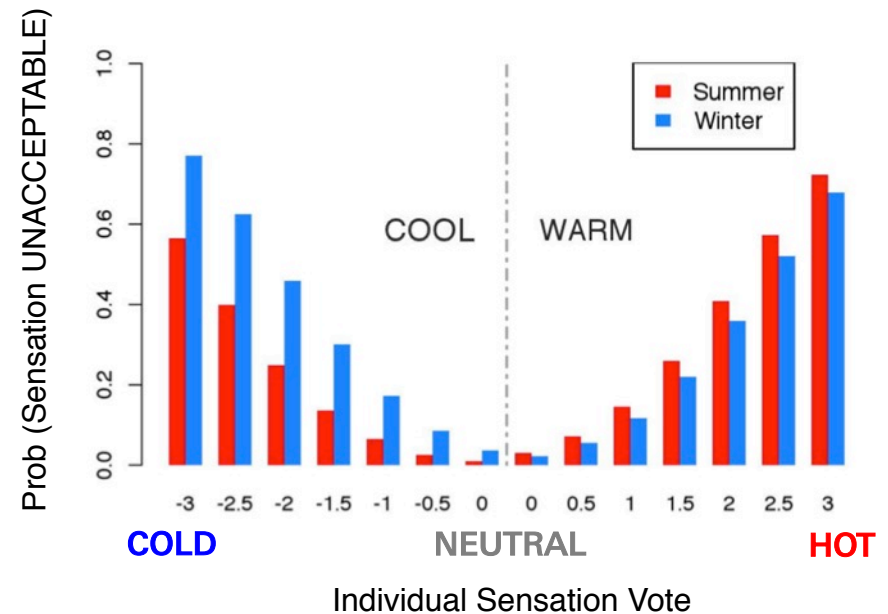 Prob (Sensation UNACCEPTABLE)
1.0
0.8
0.6
0.4
0.2
0.0
Summer
Winter
COOL WARM
-3 -2.5 -2 -1.5 -1 -0.5 0 0 0.5 1 1.5 2 2.5 3
COLD NEUTRAL HOT
Individual Sensation Vote